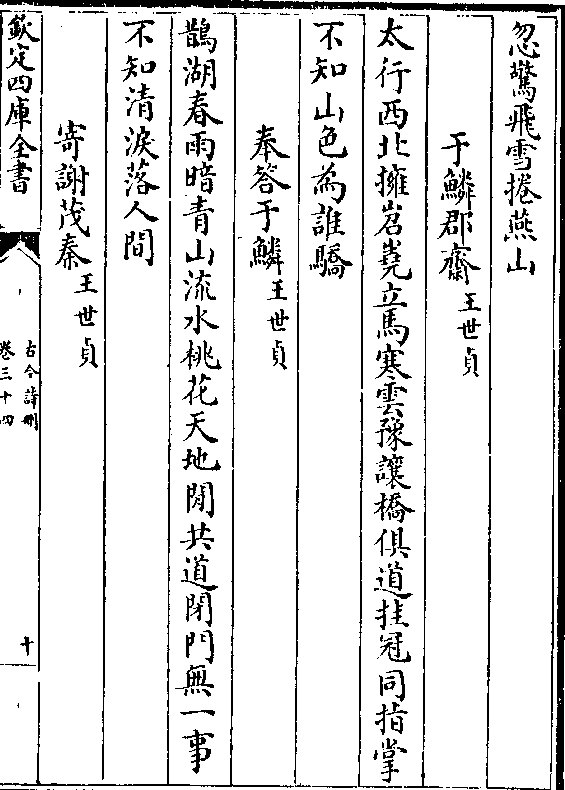 忽驚飛雪捲燕山
于鱗郡齋 王世貞
太行西北擁岧嶤立馬寒雲豫讓橋俱道挂冠同指掌
不知山色為誰驕
奉答于鱗 王世貞
鵲湖春雨暗青山流水桃花天地閒共道閉門無一事
不知清淚落人間
寄謝茂秦 王世貞
欽定四庫全書
古今詩刪
卷三十四
十